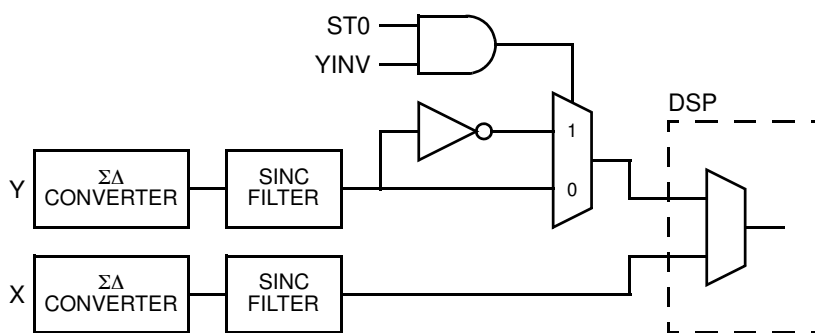 ST0
YINV
DSP
1
Y
ΣΔ
CONVERTER
SINC
FILTER
0
X
ΣΔ
CONVERTER
SINC
FILTER